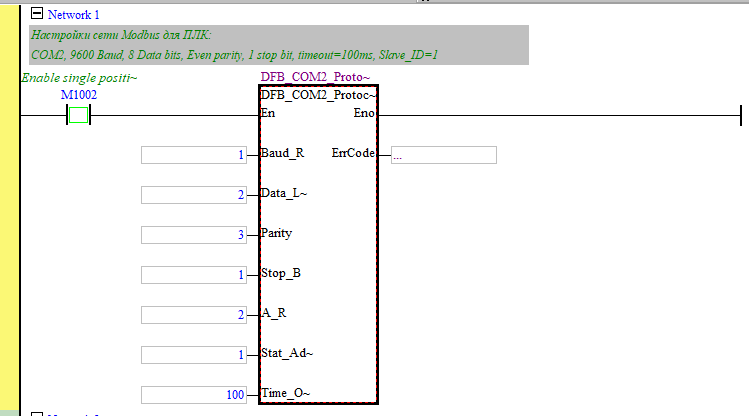 Network 1
Настройки сети Modbus для ПЛК:
COM2, 9600 Baud, 8 Data bits, Even parity, 1 stop bit, timeout=100ms, Slave_ID=1
Enable single positi~
DFB_COM2_Proto~
M1002
DFB_COM2_Protoc~
En
Eno
1
Baud_R
ErrCode
...
2
Data_L~
3
Parity
1
Stop_B
2
A_R
1
Stat_Ad~
100
Time_O~